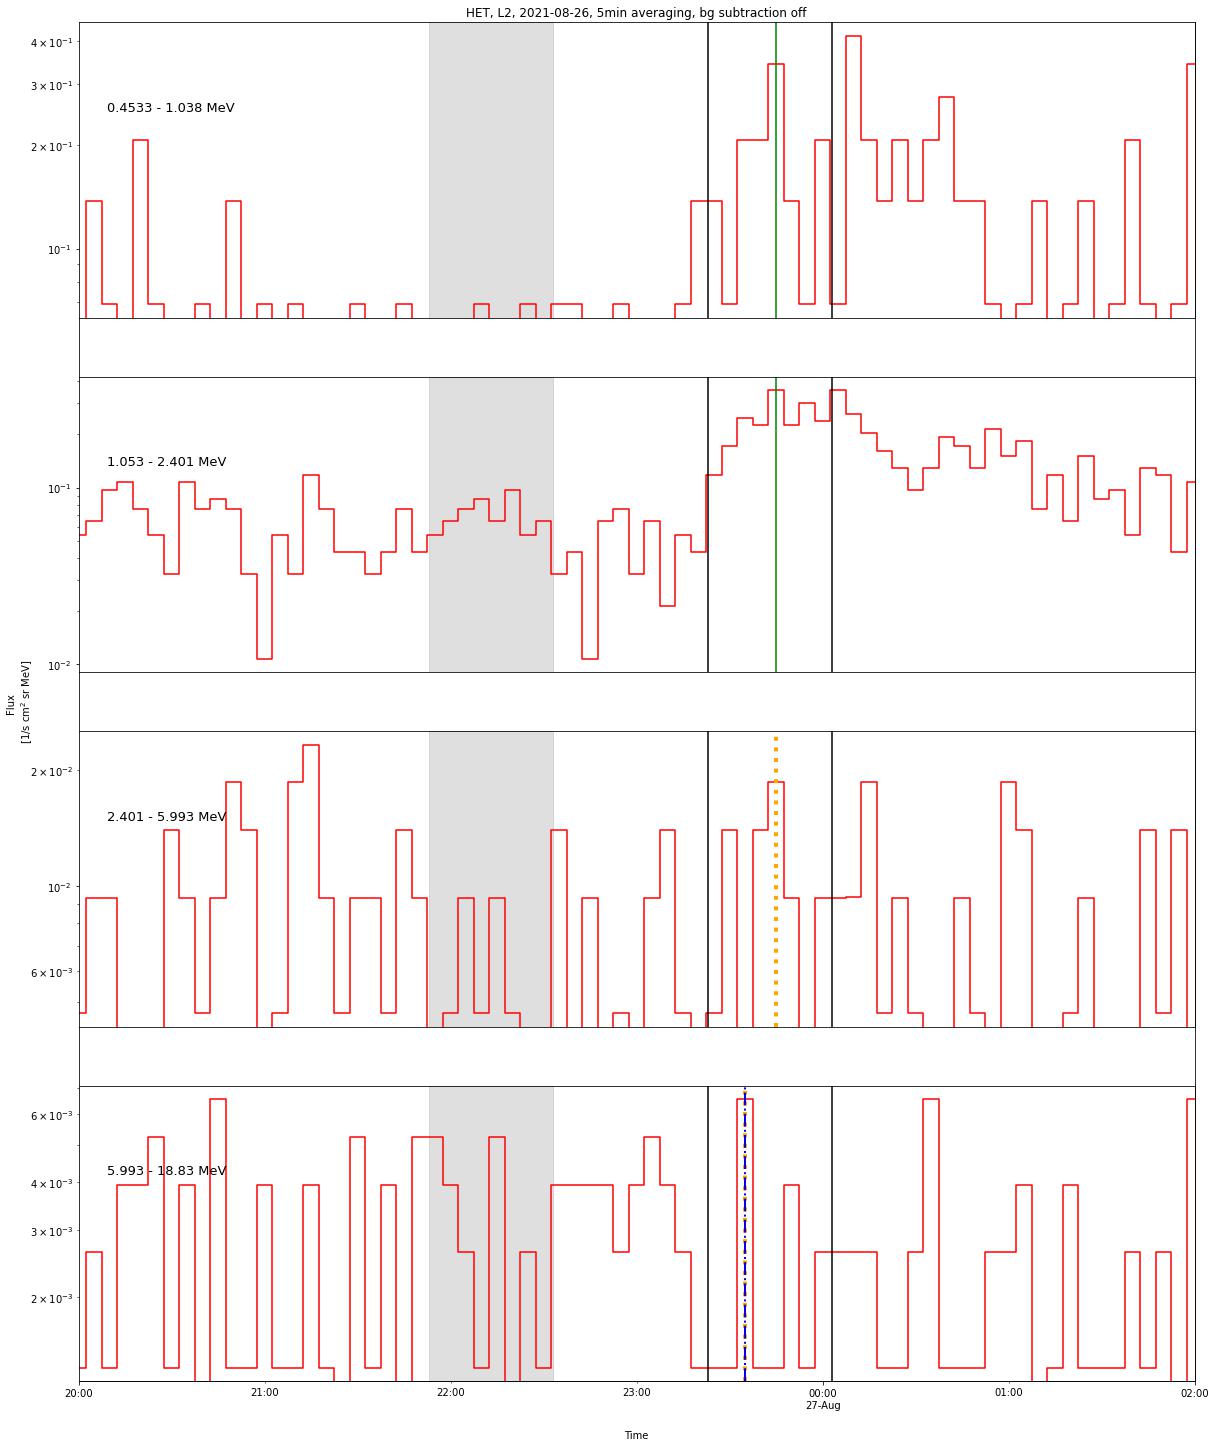 HET, L2, 2021-08-26, 5min averaging, bg subtraction off
4 × 10⁻¹
3 × 10⁻¹
0.4533 - 1.038 MeV
2 × 10⁻¹
10⁻¹
1.053 - 2.401 MeV
10⁻¹
10⁻²
Flux
[1/s cm² sr MeV]
2 × 10⁻²
2.401 - 5.993 MeV
10⁻²
6 × 10⁻³
6 × 10⁻³
5.993 - 18.83 MeV
4 × 10⁻³
3 × 10⁻³
2 × 10⁻³
20:00 21:00 22:00 23:00 00:00 01:00 02:00
27-Aug
Time